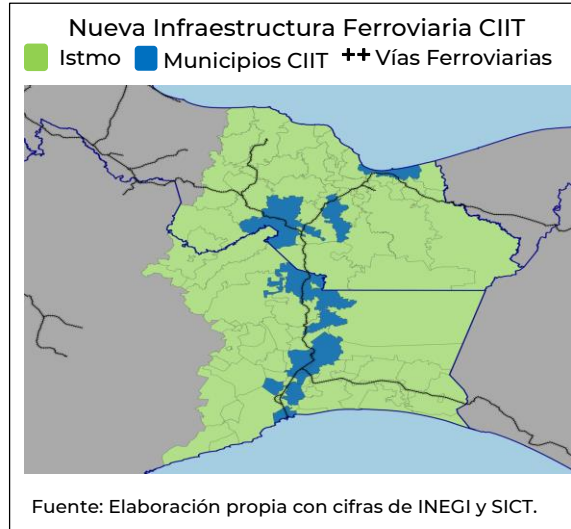 Nueva Infraestructura Ferroviaria CIIT
Istmo Municipios CIIT Vías Ferroviarias
Fuente: Elaboración propia con cifras de INEGI y SICT.